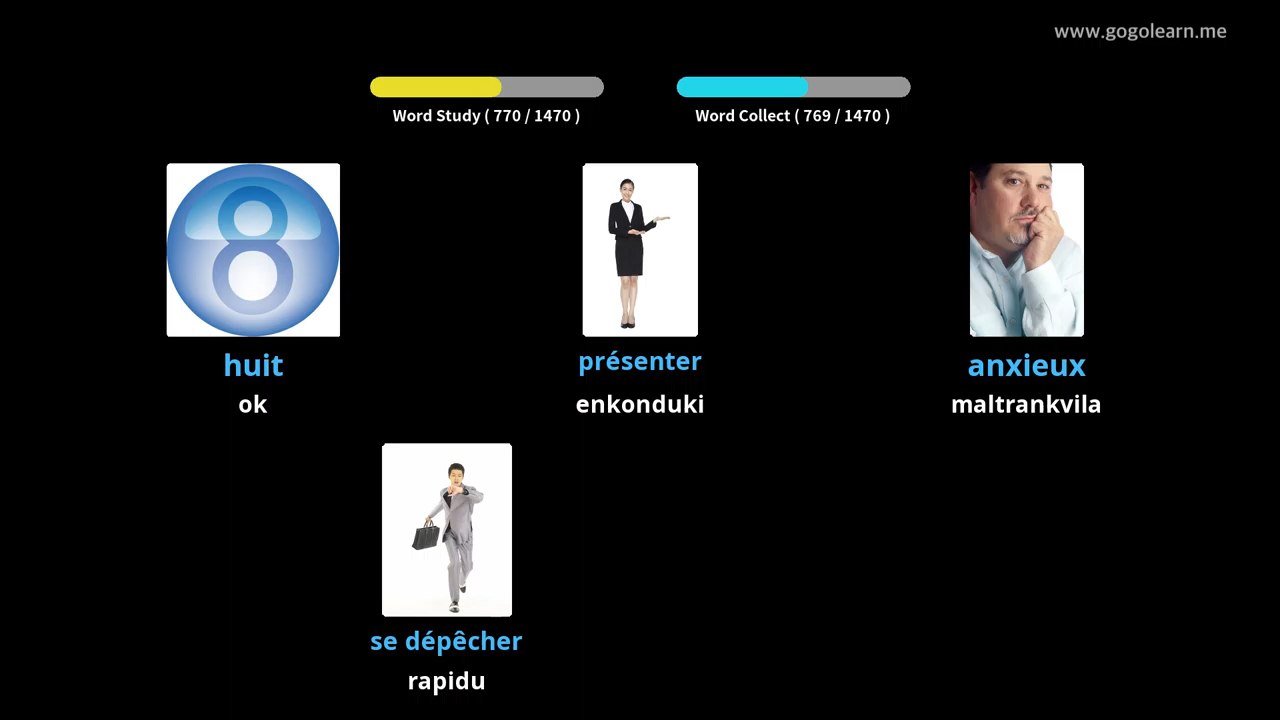 www.gogolearn.me
Word Study ( 770 / 1470 )
Word Collect ( 769 / 1470 )
8
huit
présenter
anxieux
ok
enkonduki
maltrankvila
se dépêcher
rapidu